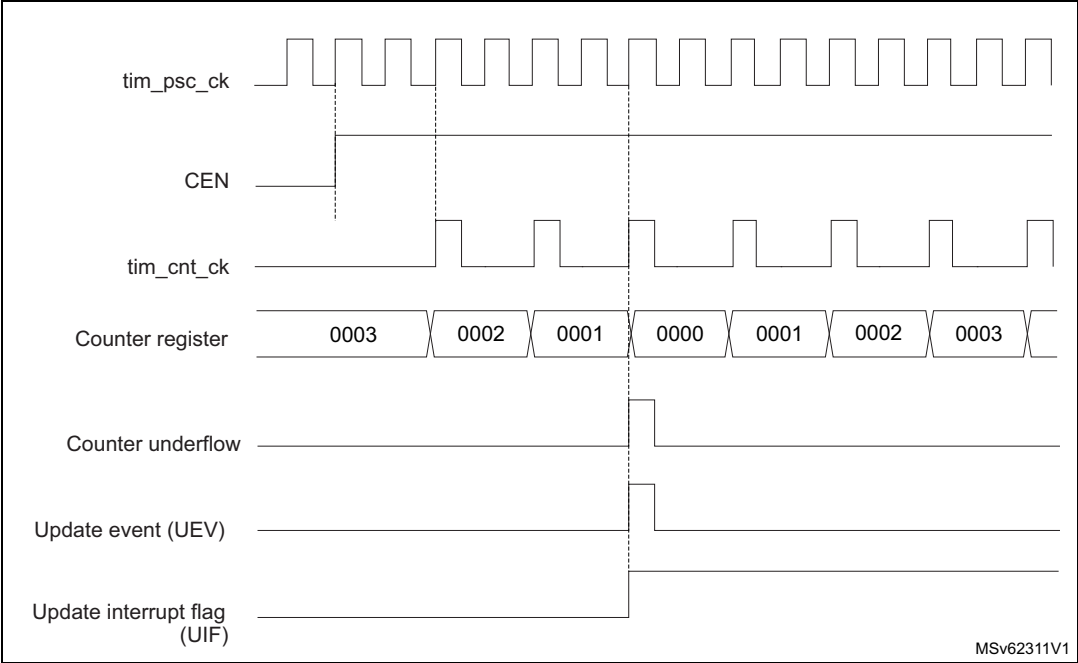 tim_psc_ck
CEN
tim_cnt_ck
Counter register 0003 0002 0001 0000 0001 0002 0003
Counter underflow
Update event (UEV)
Update interrupt flag
(UIF)
MSv62311V1